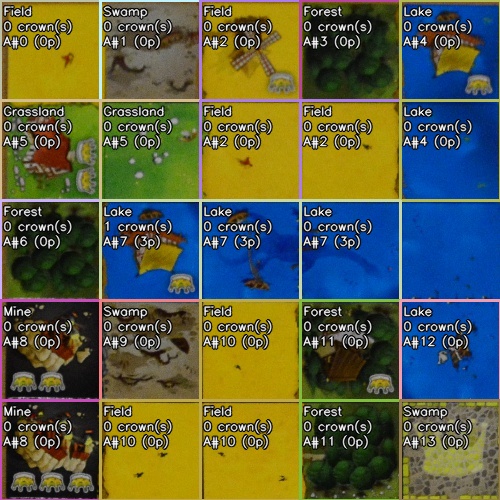 Field
0 crown(s)
A#0 (0p)
Swamp
0 crown(s)
A#1 (0p)
Field
0 crown(s)
A#2 (0p)
Forest
0 crown(s)
A#3 (0p)
Lake
0 crown(s)
A#4 (0p)
Grassland
0 crown(s)
A#5 (0p)
Grassland
0 crown(s)
A#5 (0p)
Field
0 crown(s)
A#2 (0p)
Field
0 crown(s)
A#2 (0p)
Lake
0 crown(s)
A#4 (0p)
Forest
0 crown(s)
A#6 (0p)
Lake
1 crown(s)
A#7 (3p)
Lake
0 crown(s)
A#7 (3p)
Lake
0 crown(s)
A#7 (3p)
Mine
0 crown(s)
A#8 (0p)
Swamp
0 crown(s)
A#9 (0p)
Field
0 crown(s)
A#10 (0p)
Forest
0 crown(s)
A#11 (0p)
Lake
0 crown(s)
A#12 (0p)
Mine
0 crown(s)
A#8 (0p)
Field
0 crown(s)
A#10 (0p)
Field
0 crown(s)
A#10 (0p)
Forest
0 crown(s)
A#11 (0p)
Swamp
0 crown(s)
A#13 (0p)